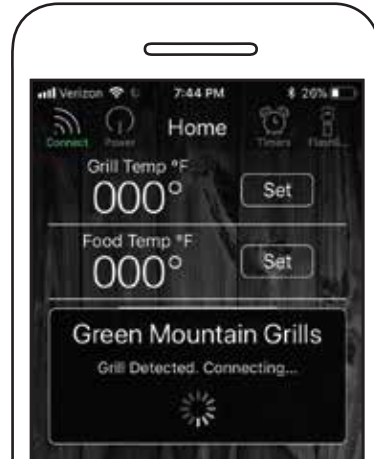 Verizon 7:44 PM 26%
Home
Connect Power Timers Flashli...
Grill Temp °F
000° Set
Food Temp °F
000° Set
Green Mountain Grills
Grill Detected. Connecting...